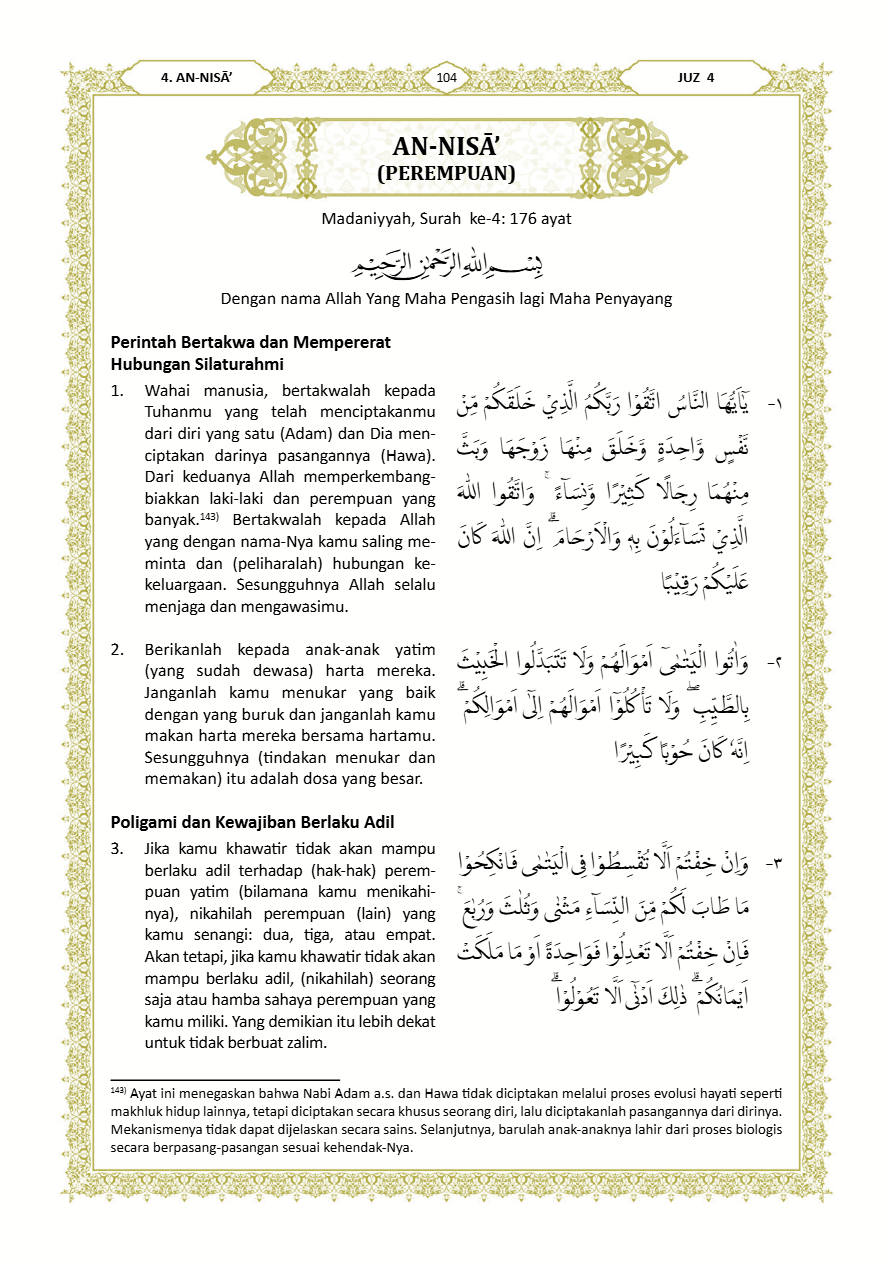 4. AN-NISĀ’
104
JUZ 4
AN-NISĀ’
(PEREMPUAN)
Madaniyyah, Surah ke-4: 176 ayat
بِسْمِ اللّٰهِ الرَّحْمٰنِ الرَّحِيْمِ
Dengan nama Allah Yang Maha Pengasih lagi Maha Penyayang
Perintah Bertakwa dan Mempererat
Hubungan Silaturahmi
1. Wahai manusia, bertakwalah kepada
Tuhanmu yang telah menciptakanmu
dari diri yang satu (Adam) dan Dia men-
ciptakan darinya pasangannya (Hawa).
Dari keduanya Allah memperkembang-
biakkan laki-laki dan perempuan yang
banyak.¹⁴³⁾ Bertakwalah kepada Allah
yang dengan nama-Nya kamu saling me-
minta dan (peliharalah) hubungan ke-
keluargaan. Sesungguhnya Allah selalu
menjaga dan mengawasimu.
١- يٰٓاَيُّهَا النَّاسُ اتَّقُوْا رَبَّكُمُ الَّذِيْ خَلَقَكُمْ مِّنْ
نَّفْسٍ وَّاحِدَةٍ وَّخَلَقَ مِنْهَا زَوْجَهَا وَبَثَّ
مِنْهُمَا رِجَالًا كَثِيْرًا وَّنِسَاۤءً ۚ وَاتَّقُوا اللّٰهَ
الَّذِيْ تَسَاۤءَلُوْنَ بِهٖ وَالْاَرْحَامَ ۗ اِنَّ اللّٰهَ كَانَ
عَلَيْكُمْ رَقِيْبًا
2. Berikanlah kepada anak-anak yatim
(yang sudah dewasa) harta mereka.
Janganlah kamu menukar yang baik
dengan yang buruk dan janganlah kamu
makan harta mereka bersama hartamu.
Sesungguhnya (tindakan menukar dan
memakan) itu adalah dosa yang besar.
٢- وَاٰتُوا الْيَتٰمٰىٓ اَمْوَالَهُمْ وَلَا تَتَبَدَّلُوا الْخَبِيْثَ
بِالطَّيِّبِ ۖ وَلَا تَأْكُلُوْٓا اَمْوَالَهُمْ اِلٰٓى اَمْوَالِكُمْ ۗ
اِنَّهٗ كَانَ حُوْبًا كَبِيْرًا
Poligami dan Kewajiban Berlaku Adil
3. Jika kamu khawatir tidak akan mampu
berlaku adil terhadap (hak-hak) perem-
puan yatim (bilamana kamu menikahi-
nya), nikahilah perempuan (lain) yang
kamu senangi: dua, tiga, atau empat.
Akan tetapi, jika kamu khawatir tidak akan
mampu berlaku adil, (nikahilah) seorang
saja atau hamba sahaya perempuan yang
kamu miliki. Yang demikian itu lebih dekat
untuk tidak berbuat zalim.
٣- وَاِنْ خِفْتُمْ اَلَّا تُقْسِطُوْا فِى الْيَتٰمٰى فَانْكِحُوْا
مَا طَابَ لَكُمْ مِّنَ النِّسَاۤءِ مَثْنٰى وَثُلٰثَ وَرُبٰعَ ۚ
فَاِنْ خِفْتُمْ اَلَّا تَعْدِلُوْا فَوَاحِدَةً اَوْ مَا مَلَكَتْ
اَيْمَانُكُمْ ۗ ذٰلِكَ اَدْنٰٓى اَلَّا تَعُوْلُوْا ۗ
¹⁴³⁾ Ayat ini menegaskan bahwa Nabi Adam a.s. dan Hawa tidak diciptakan melalui proses evolusi hayati seperti
makhluk hidup lainnya, tetapi diciptakan secara khusus seorang diri, lalu diciptakanlah pasangannya dari dirinya.
Mekanismenya tidak dapat dijelaskan secara sains. Selanjutnya, barulah anak-anaknya lahir dari proses biologis
secara berpasang-pasangan sesuai kehendak-Nya.